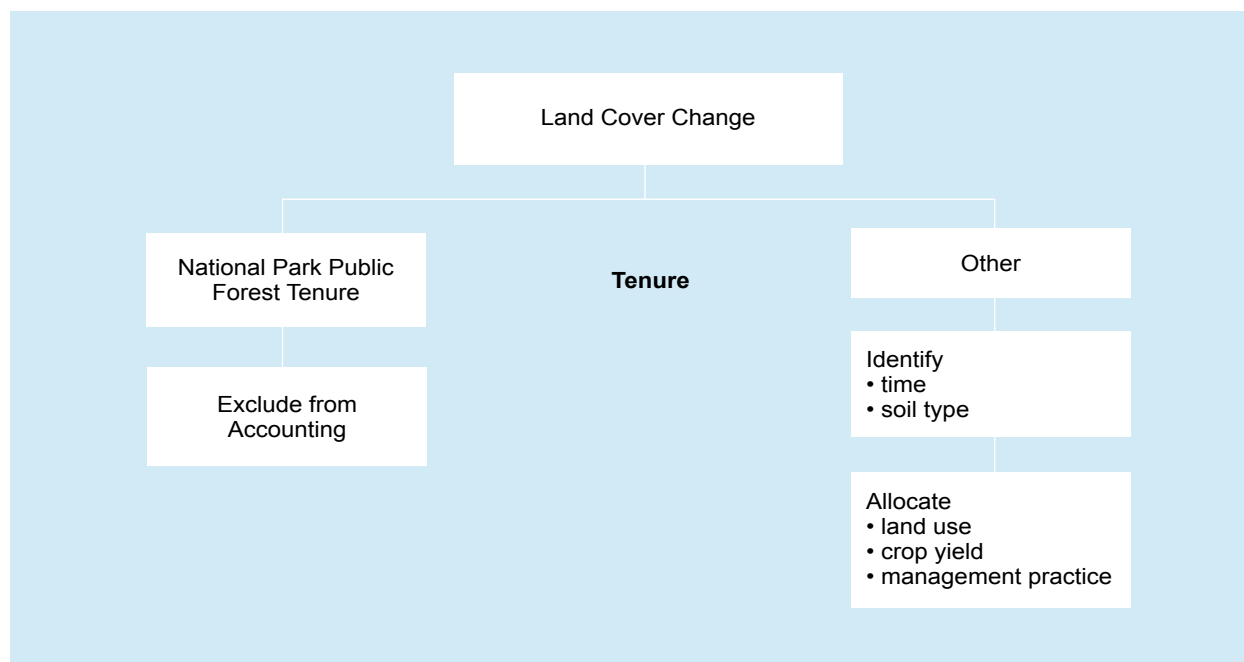 Land Cover Change
National Park Public
Forest Tenure
Tenure
Other
Exclude from
Accounting
Identify
• time
• soil type
Allocate
• land use
• crop yield
• management practice